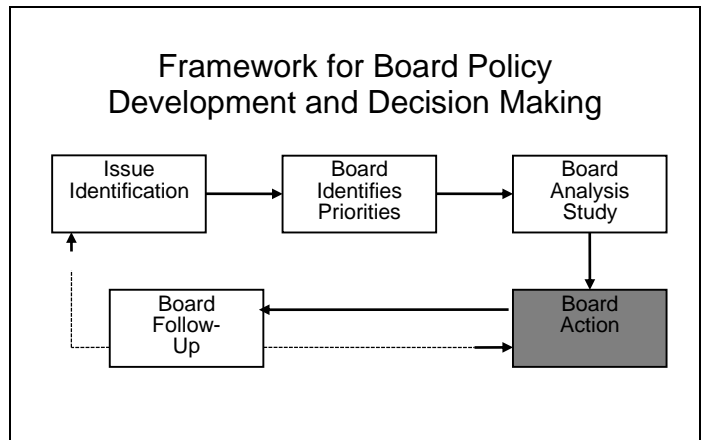 Framework for Board Policy
Development and Decision Making
Issue
Identification
Board
Identifies
Priorities
Board
Analysis
Study
Board
Follow-
Up
Board
Action